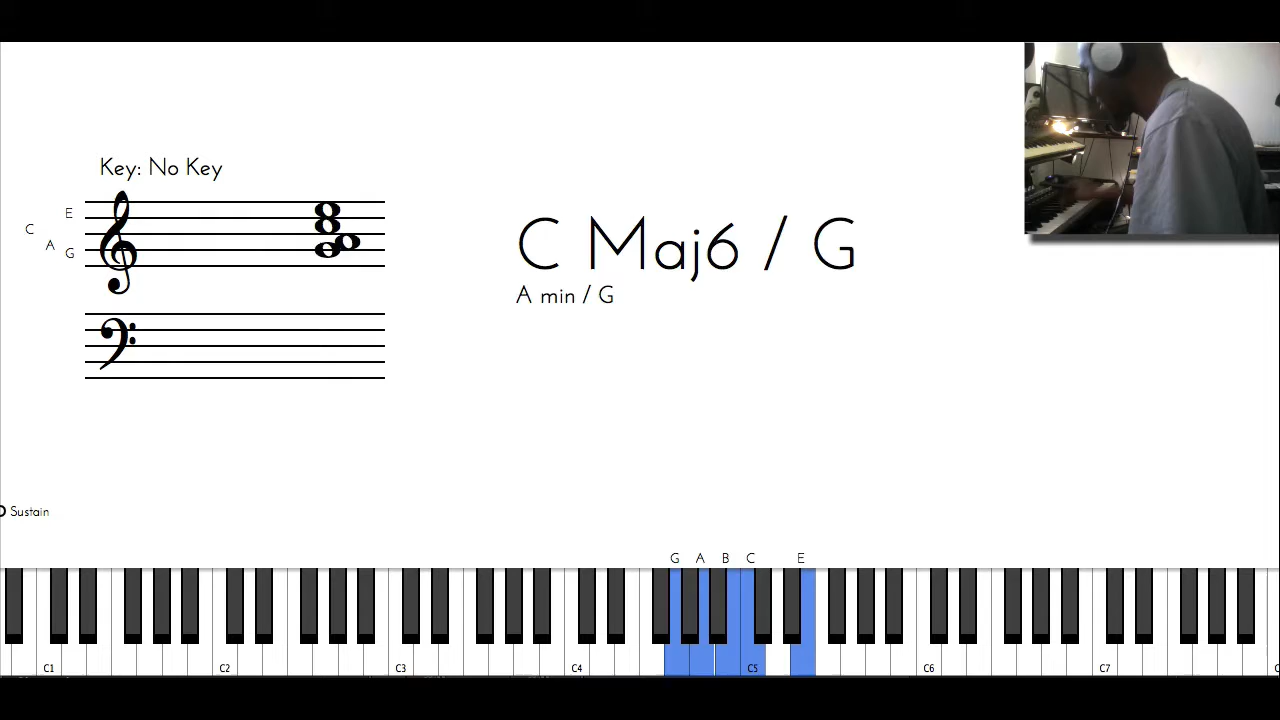 Key: No Key
E
C
A
G
C Maj6 / G
A min / G
Sustain
G A B C E
C1 C2 C3 C4 C5 C6 C7 C